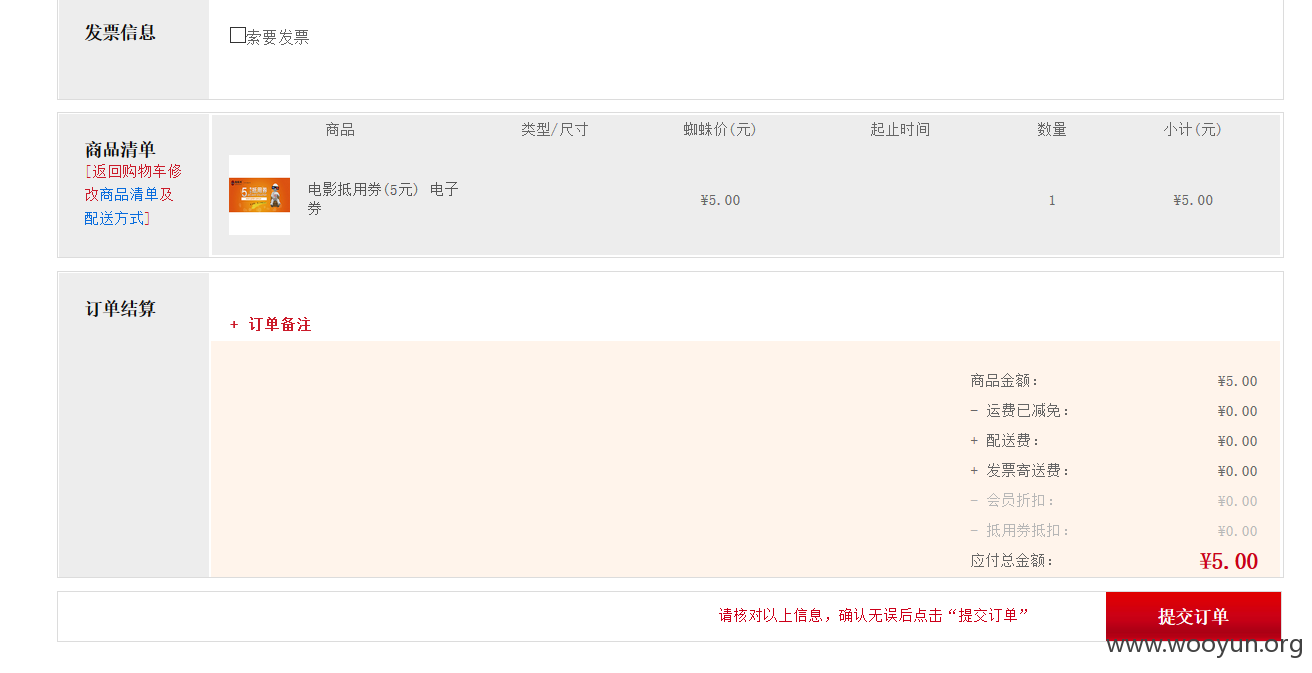 发票信息
索要发票
商品 类型/尺寸 蜘蛛价(元) 起止时间 数量 小计(元)
商品清单
[返回购物车修
改商品清单及
配送方式]
电影抵用券(5元) 电子
券
¥5.00 1 ¥5.00
订单结算
+ 订单备注
商品金额: ¥5.00
- 运费已减免: ¥0.00
+ 配送费: ¥0.00
+ 发票寄送费: ¥0.00
- 会员折扣: ¥0.00
- 抵用券抵扣: ¥0.00
应付总金额: ¥5.00
请核对以上信息，确认无误后点击“提交订单”
提交订单
www.wooyun.org